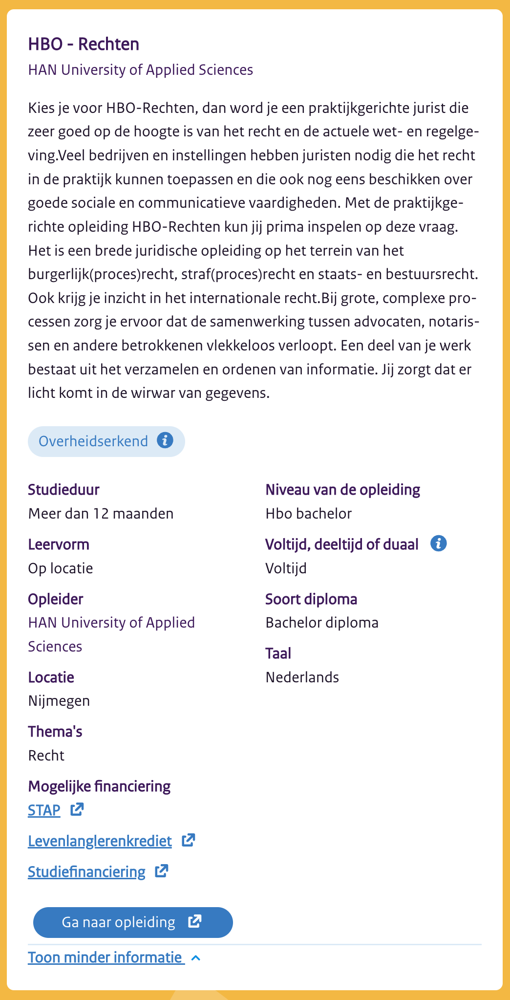 HBO - Rechten
HAN University of Applied Sciences
Kies je voor HBO-Rechten, dan word je een praktijkgerichte jurist die
zeer goed op de hoogte is van het recht en de actuele wet- en regelge-
ving.Veel bedrijven en instellingen hebben juristen nodig die het recht
in de praktijk kunnen toepassen en die ook nog eens beschikken over
goede sociale en communicatieve vaardigheden. Met de praktijkge-
richte opleiding HBO-Rechten kun jij prima inspelen op deze vraag.
Het is een brede juridische opleiding op het terrein van het
burgerlijk(proces)recht, straf(proces)recht en staats- en bestuursrecht.
Ook krijg je inzicht in het internationale recht.Bij grote, complexe pro-
cessen zorg je ervoor dat de samenwerking tussen advocaten, notaris-
sen en andere betrokkenen vlekkeloos verloopt. Een deel van je werk
bestaat uit het verzamelen en ordenen van informatie. Jij zorgt dat er
licht komt in de wirwar van gegevens.
Overheidserkend
Studieduur
Meer dan 12 maanden
Leervorm
Op locatie
Opleider
HAN University of Applied
Sciences
Locatie
Nijmegen
Thema's
Recht
Mogelijke financiering
STAP
Levenlanglerenkrediet
Studiefinanciering
Niveau van de opleiding
Hbo bachelor
Voltijd, deeltijd of duaal
Voltijd
Soort diploma
Bachelor diploma
Taal
Nederlands
Ga naar opleiding
Toon minder informatie